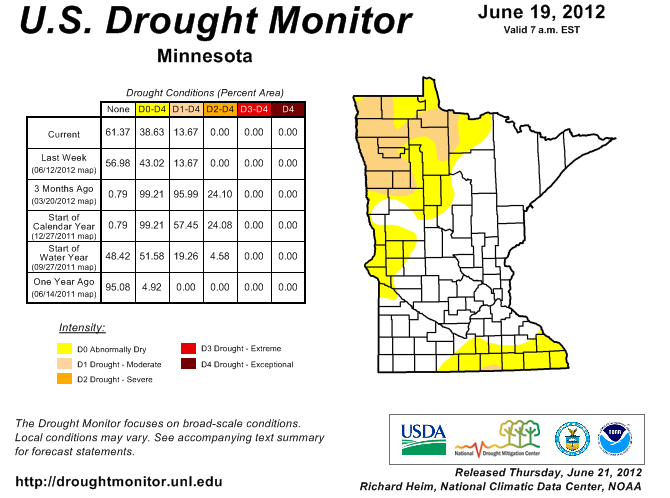 U.S. Drought Monitor
June 19, 2012
Valid 7 a.m. EST
Minnesota
Drought Conditions (Percent Area)
None D0-D4 D1-D4 D2-D4 D3-D4 D4
Current 61.37 38.63 13.67 0.00 0.00 0.00
Last Week
(06/12/2012 map) 56.98 43.02 13.67 0.00 0.00 0.00
3 Months Ago
(03/20/2012 map) 0.79 99.21 95.99 24.10 0.00 0.00
Start of
Calendar Year
(12/27/2011 map) 0.79 99.21 57.45 24.08 0.00 0.00
Start of
Water Year
(09/27/2011 map) 48.42 51.58 19.26 4.58 0.00 0.00
One Year Ago
(06/14/2011 map) 95.08 4.92 0.00 0.00 0.00 0.00
Intensity:
D0 Abnormally Dry
D1 Drought - Moderate
D2 Drought - Severe
D3 Drought - Extreme
D4 Drought - Exceptional
The Drought Monitor focuses on broad-scale conditions.
Local conditions may vary. See accompanying text summary
for forecast statements.
http://droughtmonitor.unl.edu
USDA
National Drought Mitigation Center
NOAA
Released Thursday, June 21, 2012
Richard Heim, National Climatic Data Center, NOAA